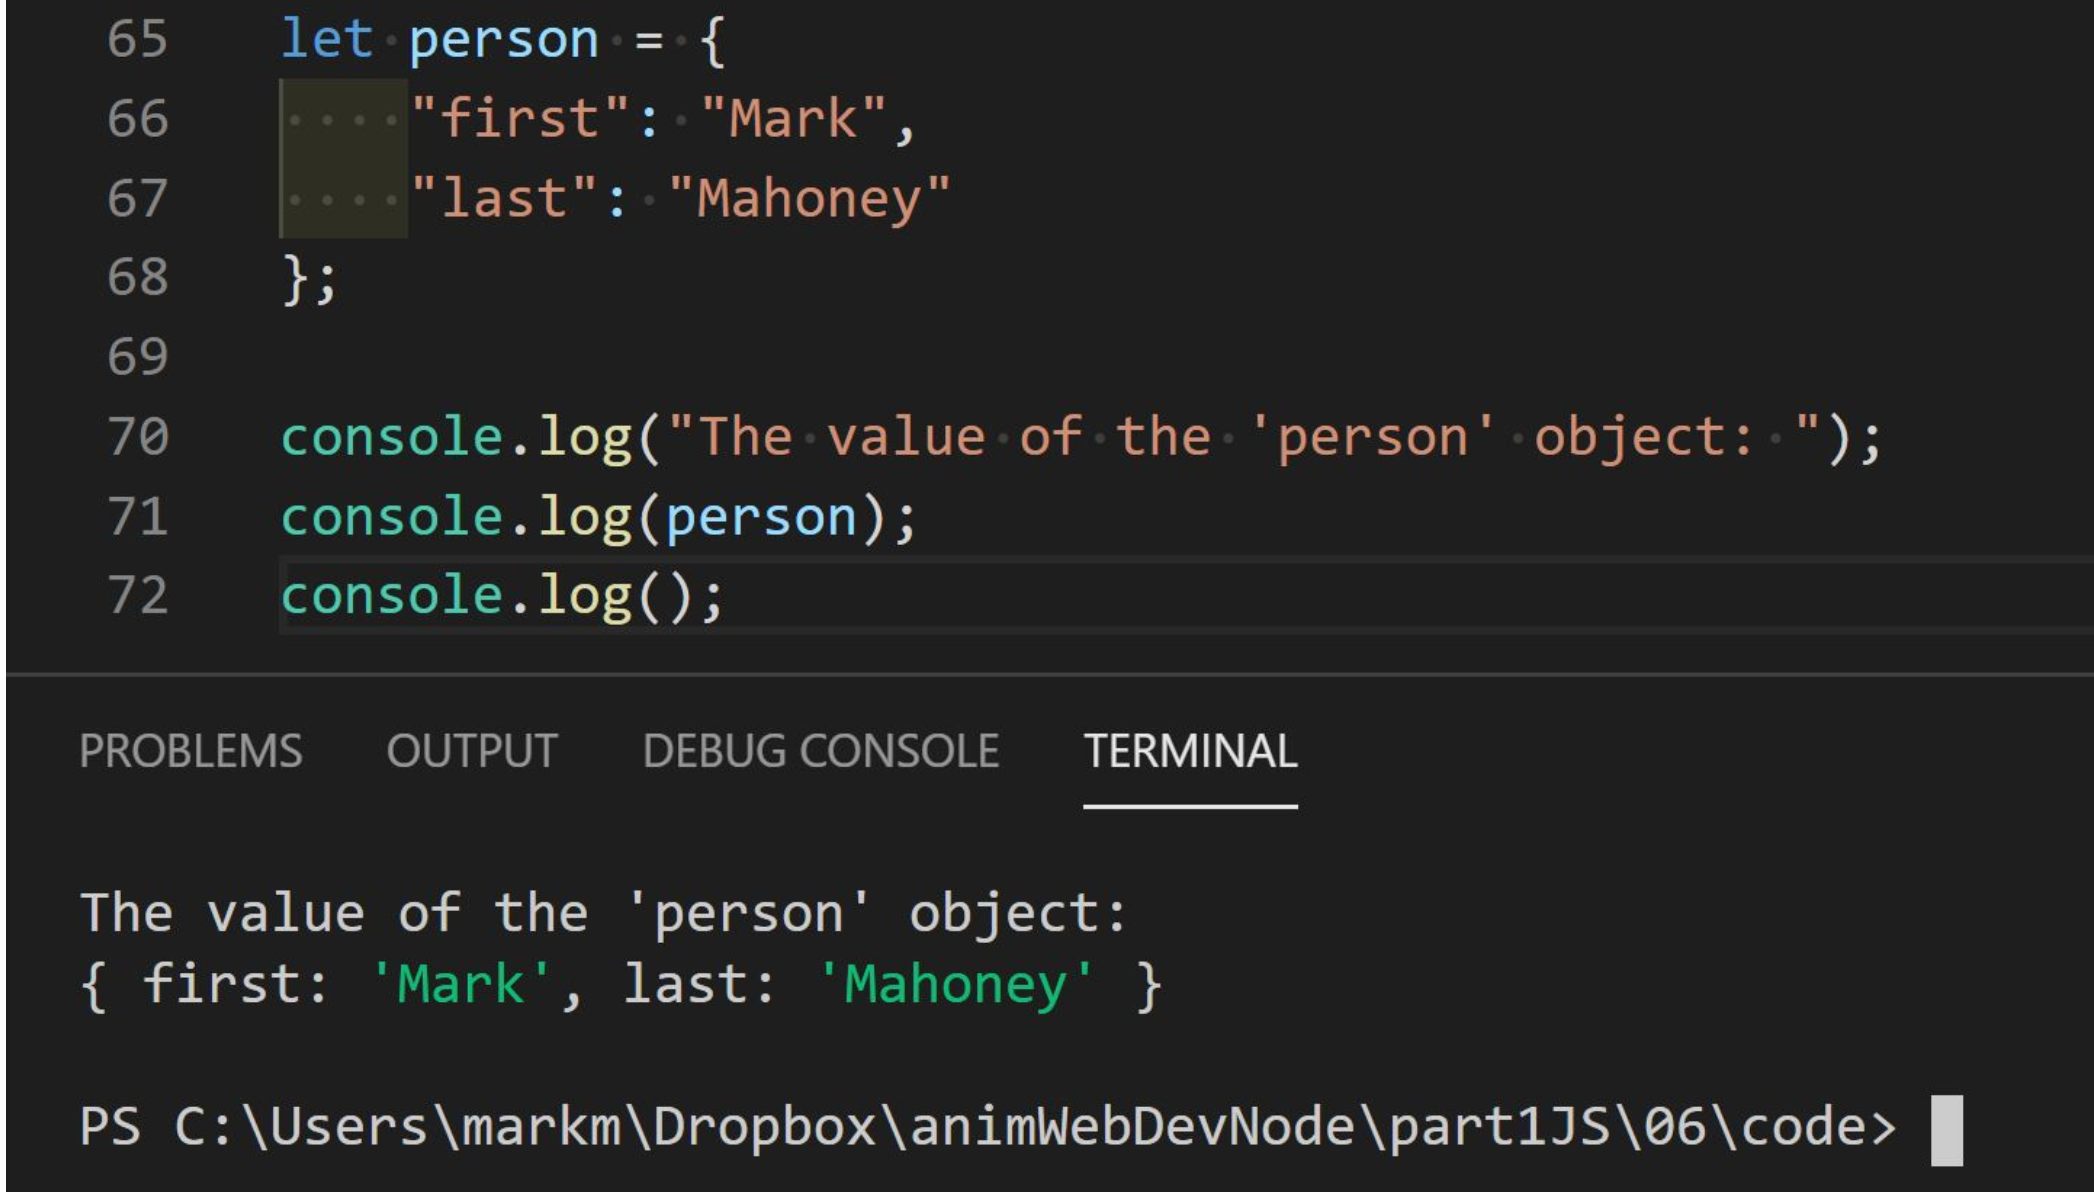 65 let person = {
66     "first": "Mark",
67     "last": "Mahoney"
68 };
69
70 console.log("The value of the 'person' object: ");
71 console.log(person);
72 console.log();
PROBLEMS OUTPUT DEBUG CONSOLE TERMINAL
The value of the 'person' object:
{ first: 'Mark', last: 'Mahoney' }
PS C:\Users\markm\Dropbox\animWebDevNode\part1JS\06\code>